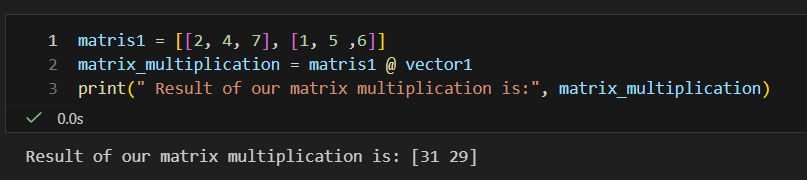 1 matris1 = [[2, 4, 7], [1, 5 ,6]]
2 matrix_multiplication = matris1 @ vector1
3 print(" Result of our matrix multiplication is:", matrix_multiplication)
✓ 0.0s
Result of our matrix multiplication is: [31 29]